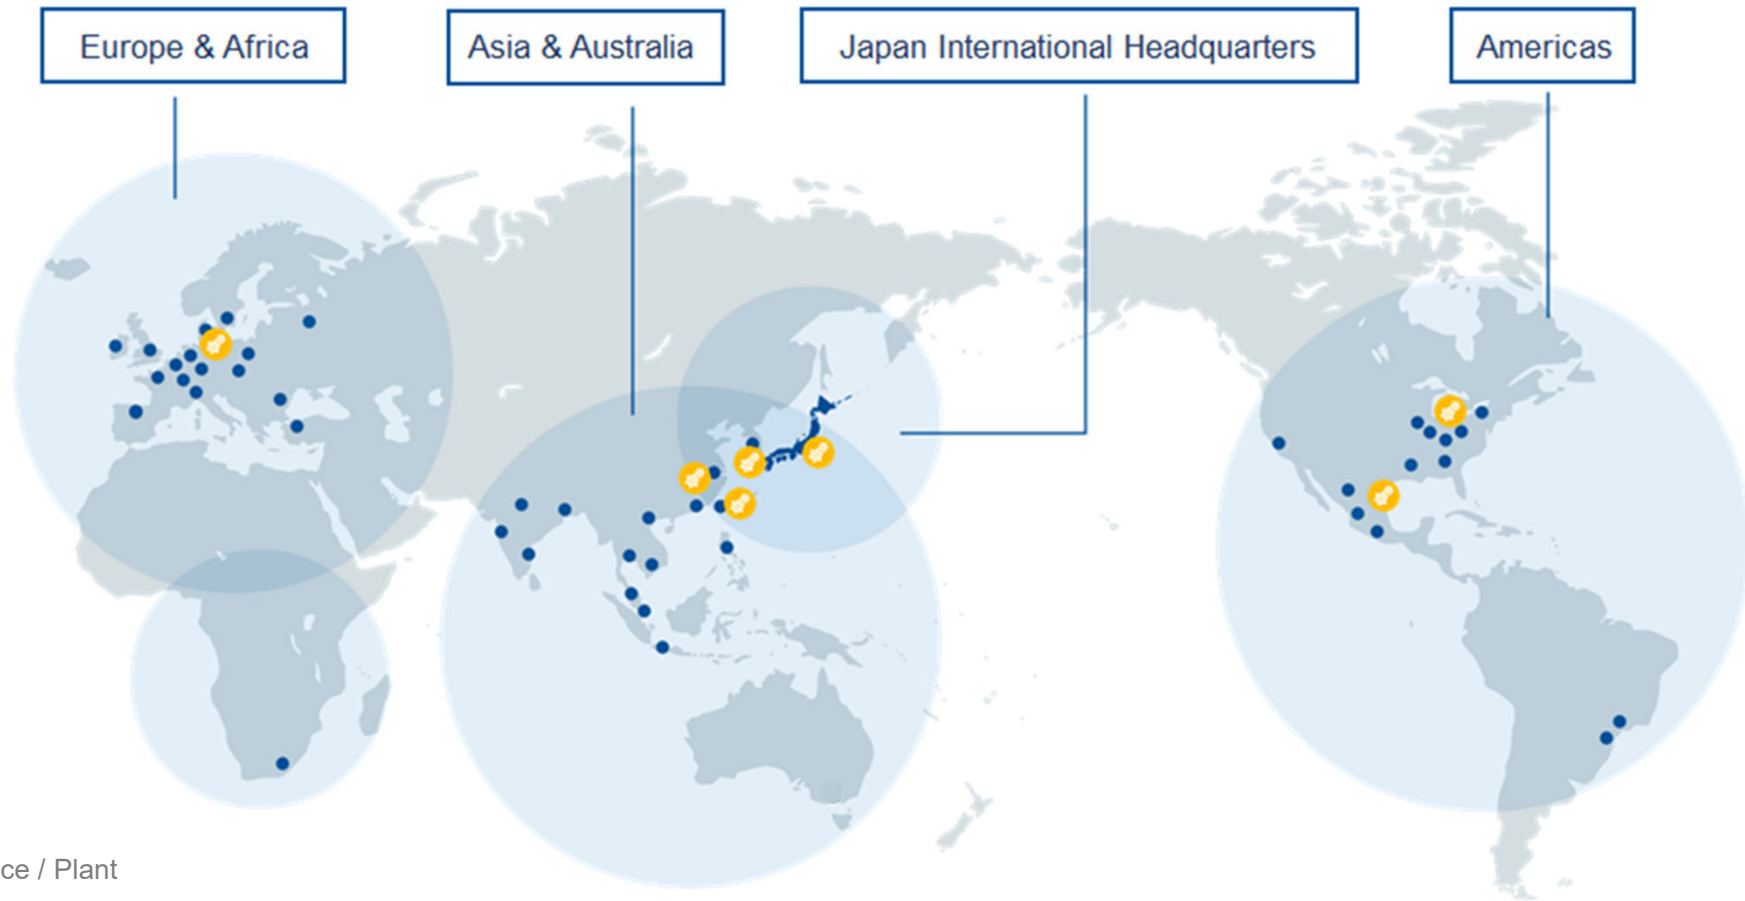 Europe & Africa
Asia & Australia
Japan International Headquarters
Americas
ce / Plant